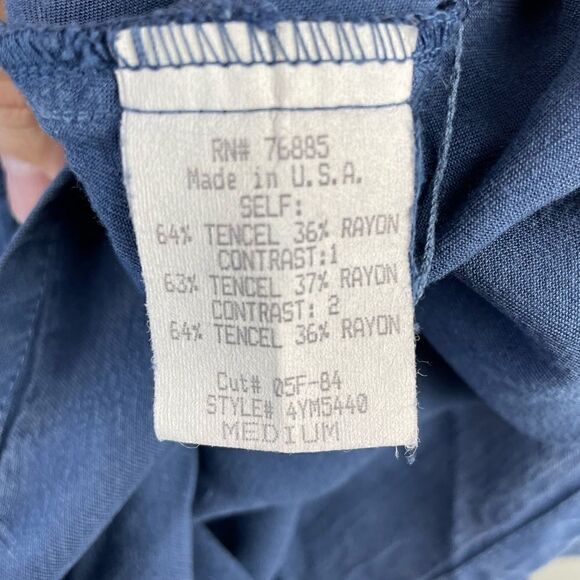 RN# 76885
Made in U.S.A.
SELF:
64% TENCEL 36% RAYON
CONTRAST:1
63% TENCEL 37% RAYON
CONTRAST: 2
64% TENCEL 36% RAYON
Cut# 05F-84
STYLE# 4YM5440
MEDIUM